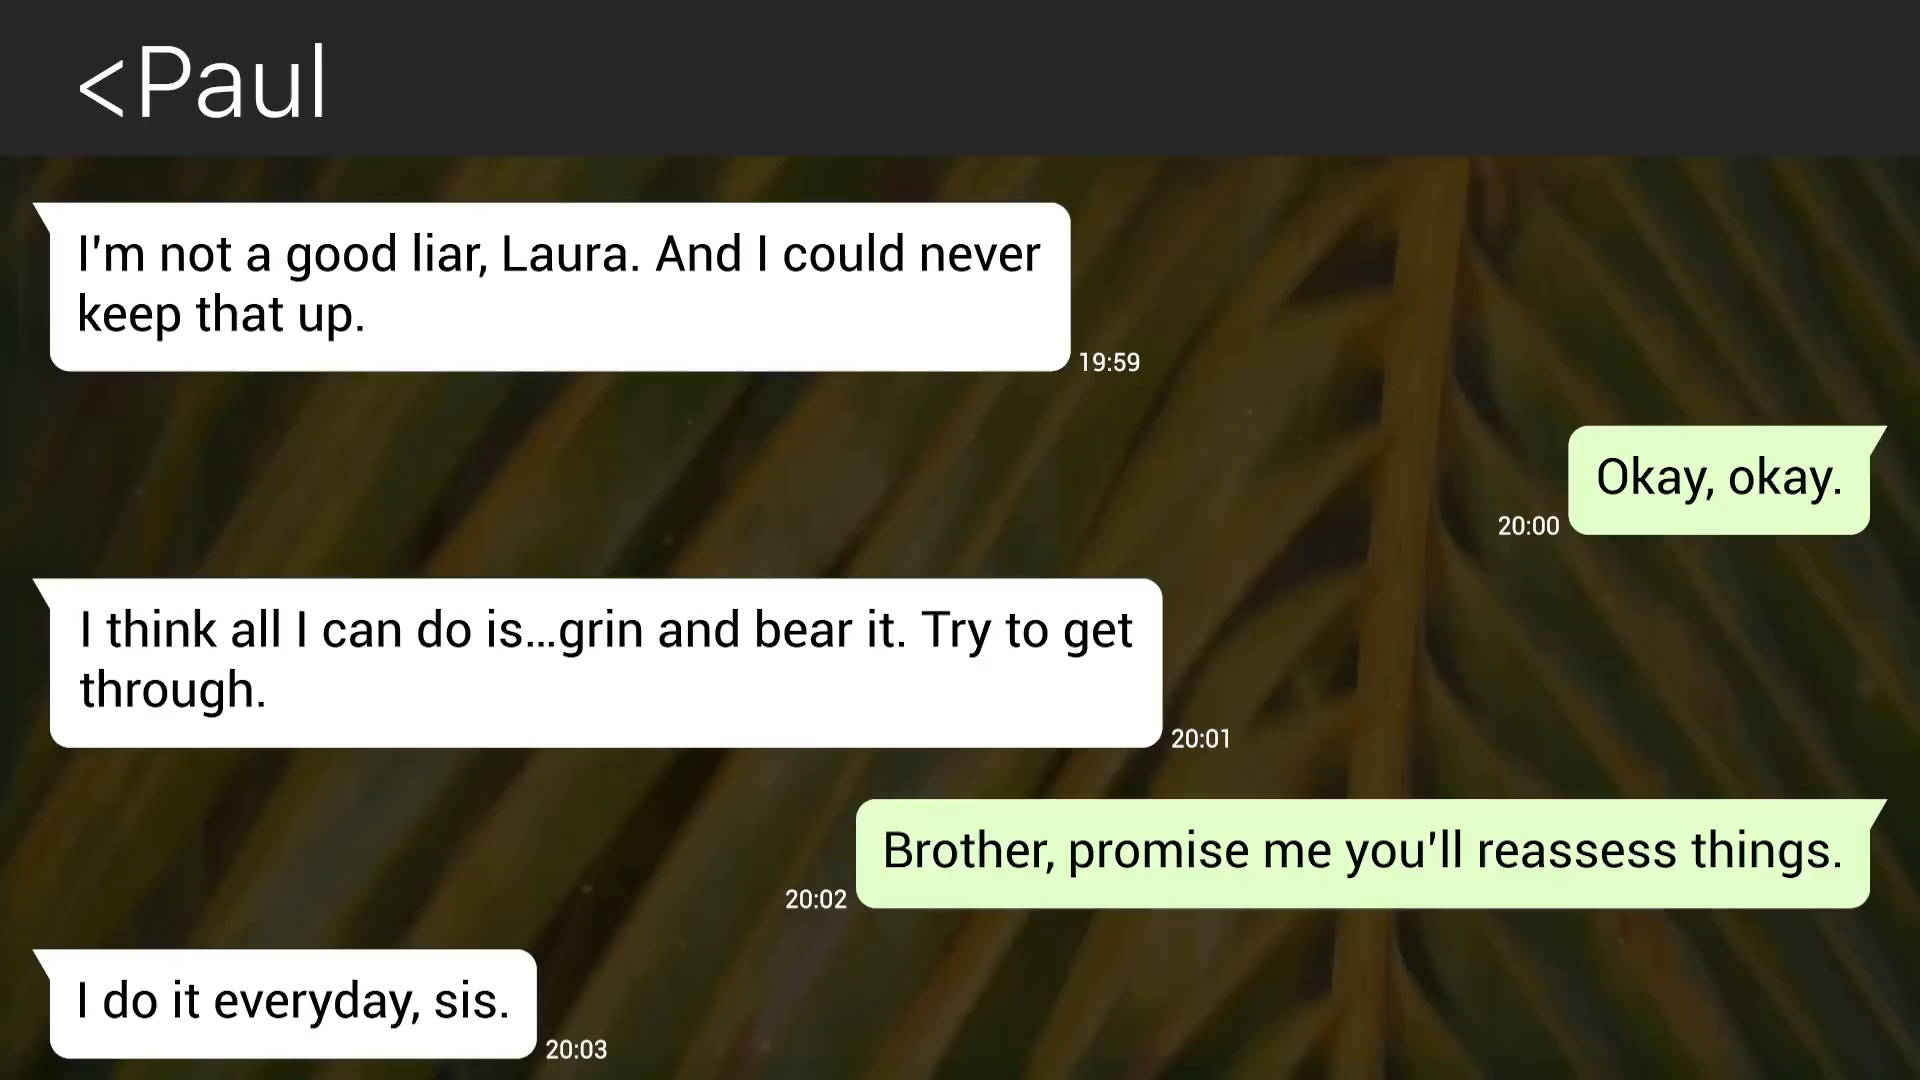 <Paul
I'm not a good liar, Laura. And I could never
keep that up.
19:59
Okay, okay.
20:00
I think all I can do is...grin and bear it. Try to get
through.
20:01
Brother, promise me you'll reassess things.
20:02
I do it everyday, sis.
20:03